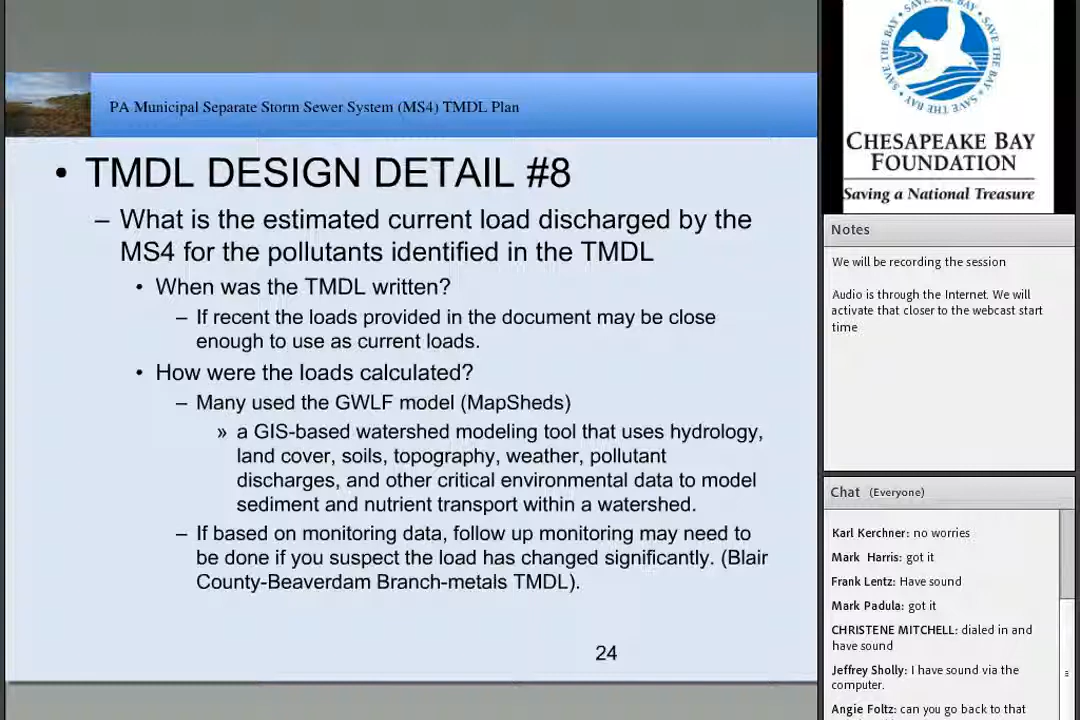 PA Municipal Separate Storm Sewer System (MS4) TMDL Plan
• TMDL DESIGN DETAIL #8
– What is the estimated current load discharged by the
MS4 for the pollutants identified in the TMDL
• When was the TMDL written?
– If recent the loads provided in the document may be close
enough to use as current loads.
• How were the loads calculated?
– Many used the GWLF model (MapSheds)
» a GIS-based watershed modeling tool that uses hydrology,
land cover, soils, topography, weather, pollutant
discharges, and other critical environmental data to model
sediment and nutrient transport within a watershed.
– If based on monitoring data, follow up monitoring may need to
be done if you suspect the load has changed significantly. (Blair
County-Beaverdam Branch-metals TMDL).
24
SAVE THE BAY SAVE THE BAY SAVE THE BAY
CHESAPEAKE BAY
FOUNDATION
Saving a National Treasure
Notes
We will be recording the session
Audio is through the Internet. We will
activate that closer to the webcast start
time
Chat (Everyone)
Karl Kerchner: no worries
Mark Harris: got it
Frank Lentz: Have sound
Mark Padula: got it
CHRISTENE MITCHELL: dialed in and
have sound
Jeffrey Sholly: I have sound via the
computer.
Angie Foltz: can you go back to that